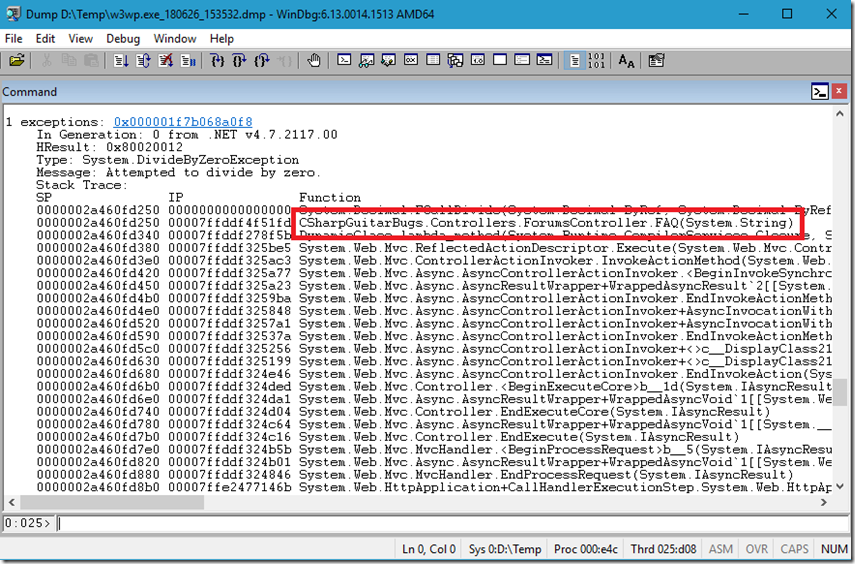 Dump D:\Temp\w3wp.exe_180626_153532.dmp - WinDbg:6.13.0014.1513 AMD64
File Edit View Debug Window Help
Command
1 exceptions: 0x000001f7b068a0f8
In Generation: 0 from .NET v4.7.2117.00
HResult: 0x80020012
Type: System.DivideByZeroException
Message: Attempted to divide by zero.
Stack Trace:
SP IP Function
0000002a460fd250 0000000000000000 System.Decimal.FCallDivide(System.Decimal ByRef, System.Decimal ByRef
0000002a460fd250 00007ffddf4f51fd CSharpGuitarBugs.Controllers.ForumsController.FAQ(System.String)
0000002a460fd340 00007ffddf278f5b DynamicClass.lambda_method(System.Runtime.CompilerServices.Closure, S
0000002a460fd380 00007ffddf325be5 System.Web.Mvc.ReflectedActionDescriptor.Execute(System.Web.Mvc.Contr
0000002a460fd3e0 00007ffddf325ac3 System.Web.Mvc.ControllerActionInvoker.InvokeActionMethod(System.Web.
0000002a460fd420 00007ffddf325a77 System.Web.Mvc.Async.AsyncControllerActionInvoker.<BeginInvokeSynchro
0000002a460fd450 00007ffddf325a23 System.Web.Mvc.Async.AsyncResultWrapper+WrappedAsyncResult`2[[System.
0000002a460fd4b0 00007ffddf3259ba System.Web.Mvc.Async.AsyncControllerActionInvoker.EndInvokeActionMeth
0000002a460fd4e0 00007ffddf325848 System.Web.Mvc.Async.AsyncControllerActionInvoker+AsyncInvocationWith
0000002a460fd520 00007ffddf3257a1 System.Web.Mvc.Async.AsyncControllerActionInvoker+AsyncInvocationWith
0000002a460fd590 00007ffddf32537a System.Web.Mvc.Async.AsyncControllerActionInvoker.EndInvokeActionMeth
0000002a460fd5c0 00007ffddf325256 System.Web.Mvc.Async.AsyncControllerActionInvoker+<>c__DisplayClass21
0000002a460fd630 00007ffddf325199 System.Web.Mvc.Async.AsyncControllerActionInvoker+<>c__DisplayClass21
0000002a460fd680 00007ffddf324e46 System.Web.Mvc.Async.AsyncControllerActionInvoker.EndInvokeAction(Sys
0000002a460fd6b0 00007ffddf324ded System.Web.Mvc.Controller.<BeginExecuteCore>b__1d(System.IAsyncResult
0000002a460fd6e0 00007ffddf324da1 System.Web.Mvc.Async.AsyncResultWrapper+WrappedAsyncVoid`1[[System.We
0000002a460fd740 00007ffddf324d04 System.Web.Mvc.Controller.EndExecuteCore(System.IAsyncResult)
0000002a460fd780 00007ffddf324c64 System.Web.Mvc.Async.AsyncResultWrapper+WrappedAsyncVoid`1[[System.__
0000002a460fd7b0 00007ffddf324c16 System.Web.Mvc.Controller.EndExecute(System.IAsyncResult)
0000002a460fd7e0 00007ffddf324b5b System.Web.Mvc.MvcHandler.<BeginProcessRequest>b__5(System.IAsyncResu
0000002a460fd820 00007ffddf324b01 System.Web.Mvc.Async.AsyncResultWrapper+WrappedAsyncVoid`1[[System.We
0000002a460fd880 00007ffddf324846 System.Web.Mvc.MvcHandler.EndProcessRequest(System.IAsyncResult)
0000002a460fd8b0 00007ffe2477146b System.Web.HttpApplication+CallHandlerExecutionStep.System.Web.HttpAp
0:025>
Ln 0, Col 0 Sys 0:D:\Temp Proc 000:e4c Thrd 025:d08 ASM OVR CAPS NUM